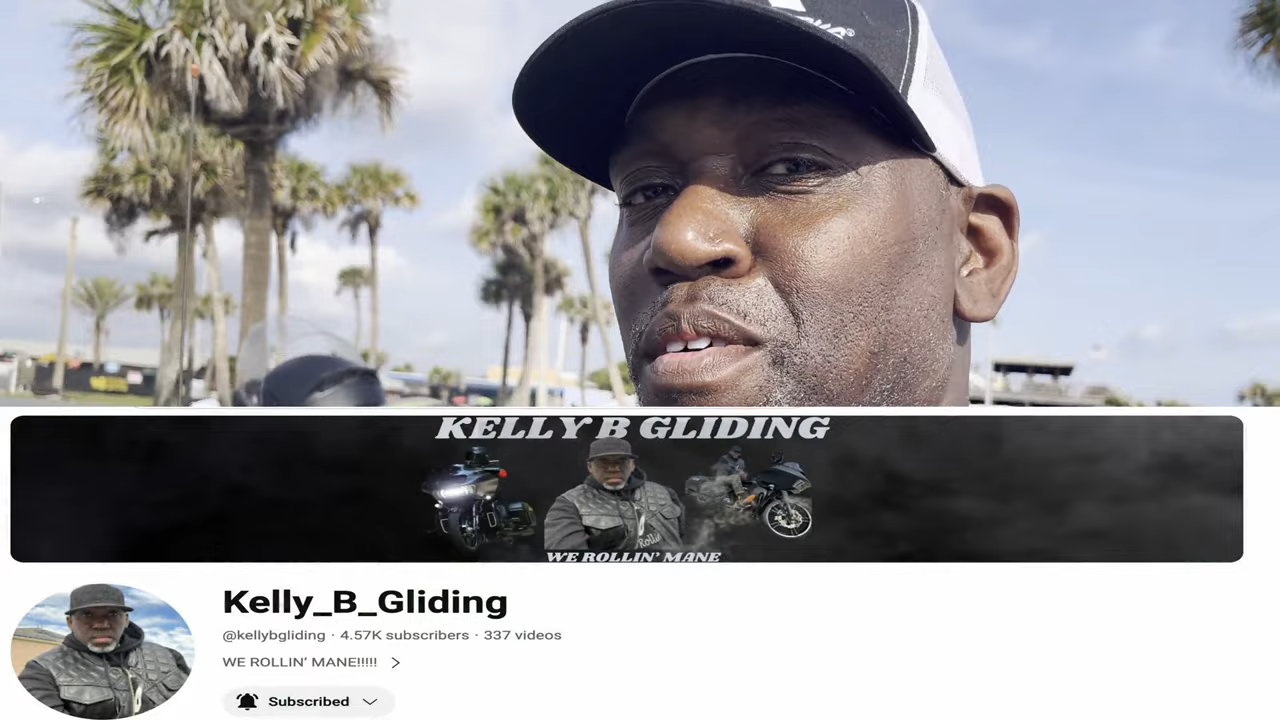 KELLY B GLIDING
WE ROLLIN' MANE
Kelly_B_Gliding
@kellybgliding · 4.57K subscribers · 337 videos
WE ROLLIN' MANE!!!!!
Subscribed